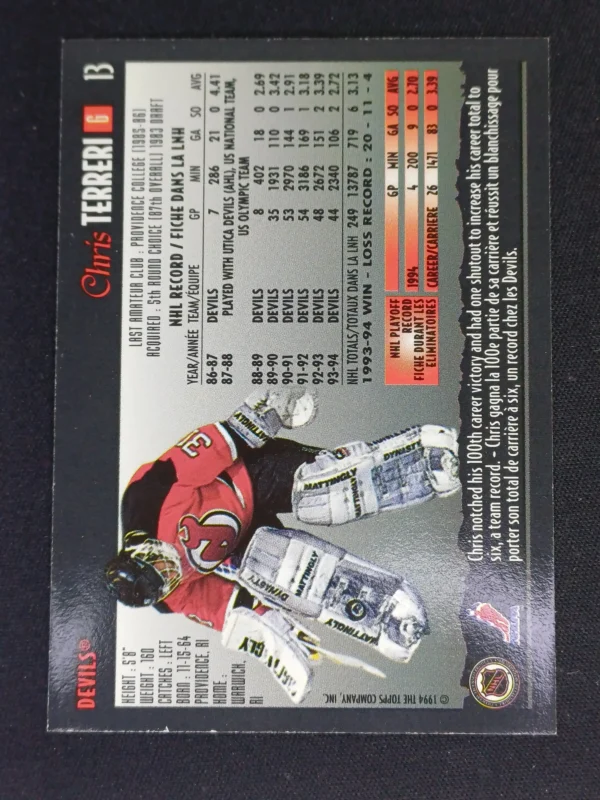 DEVILS® Chris TERRERI G 13
HEIGHT : 5'8"
WEIGHT : 160
CATCHES : LEFT
BORN : 11-15-64
PROVIDENCE, RI
HOME :
WARWICK,
RI
© 1994 THE TOPPS COMPANY, INC.
LAST AMATEUR CLUB : PROVIDENCE COLLEGE (1985-86)
ACQUIRED : 5th ROUND CHOICE (87th OVERALL) 1983 DRAFT
NHL RECORD / FICHE DANS LA LNH
YEAR/ANNÉE TEAM/ÉQUIPE GP MIN GA SO AVG
86-87 DEVILS 7 286 21 0 4.41
87-88 PLAYED WITH UTICA DEVILS (AHL), US NATIONAL TEAM,
US OLYMPIC TEAM
88-89 DEVILS 8 402 18 0 2.69
89-90 DEVILS 35 1931 110 0 3.42
90-91 DEVILS 53 2970 144 1 2.91
91-92 DEVILS 54 3186 169 1 3.18
92-93 DEVILS 48 2672 151 2 3.39
93-94 DEVILS 44 2340 106 2 2.72
NHL TOTALS/TOTAUX DANS LA LNH 249 13787 719 6 3.13
1993-94 WIN - LOSS RECORD : 20 - 11 - 4
NHL PLAYOFF
RECORD
FICHE DURANT LES
ELIMINATOIRES
GP MIN GA SO AVG
1994 4 200 9 0 2.70
CAREER/CARRIERE 26 1471 83 0 3.39
MATTINGLY
MATTINGLY
DYNASTY
DYNASTY
MATTINGLY
MATTINGLY
Chris notched his 100th career victory and had one shutout to increase his career total to
six, a team record. - Chris gagna la 100e partie de sa carrière et réussit un blanchissage pour
porter son total de carrière à six, un record chez les Devils.
NHLPA
NHL